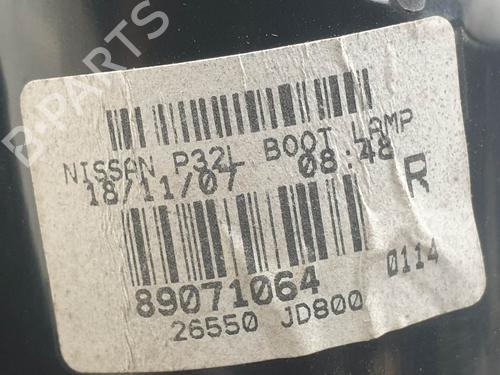 B-PARTS
NISSAN P32L BOOT LAMP
18/11/07 08:48
R
89071064 0114
26550 JD800